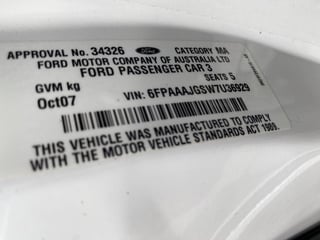 APPROVAL No. 34326 Ford CATEGORY MA
FORD MOTOR COMPANY OF AUSTRALIA LTD
FORD PASSENGER CAR 3
GVM kg SEATS 5
Oct07 VIN: 6FPAAAJGSW7U36929
THIS VEHICLE WAS MANUFACTURED TO COMPLY
WITH THE MOTOR VEHICLE STANDARDS ACT 1989.